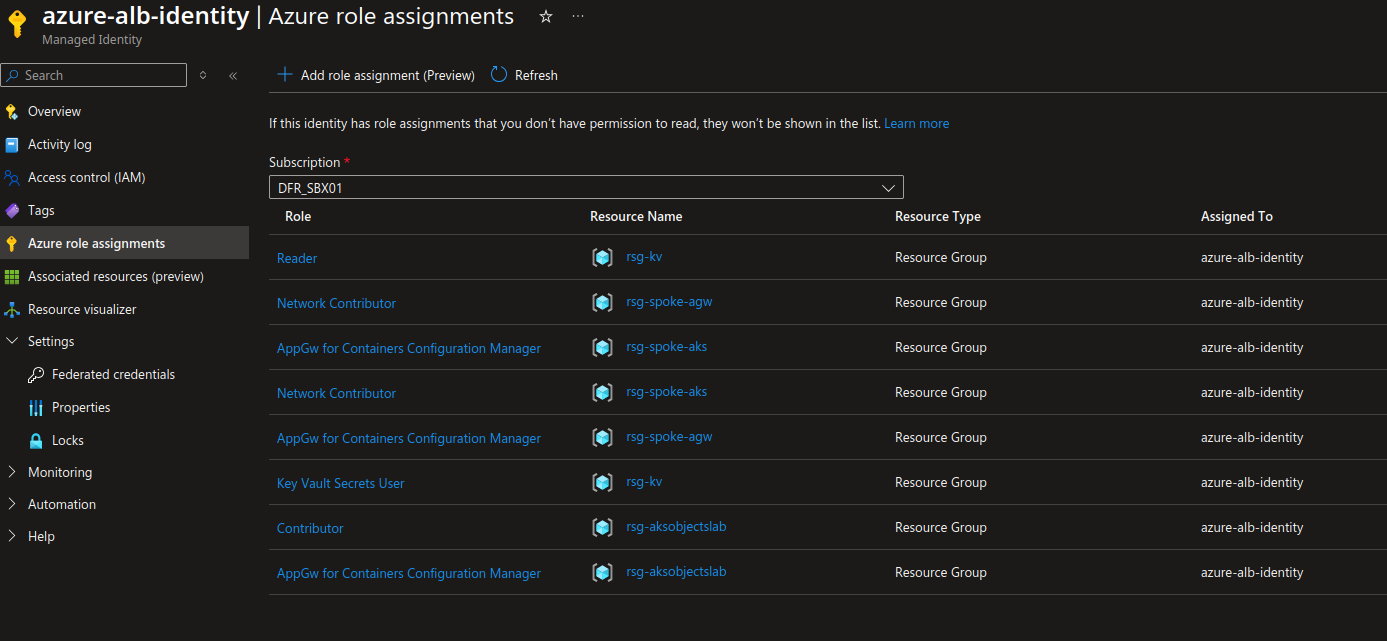 azure-alb-identity | Azure role assignments
Managed Identity
Search
Add role assignment (Preview) Refresh
Overview
Activity log
Access control (IAM)
Tags
Azure role assignments
Associated resources (preview)
Resource visualizer
Settings
Federated credentials
Properties
Locks
Monitoring
Automation
Help
If this identity has role assignments that you don't have permission to read, they won't be shown in the list. Learn more
Subscription *
DFR_SBX01
Role Resource Name Resource Type Assigned To
Reader rsg-kv Resource Group azure-alb-identity
Network Contributor rsg-spoke-agw Resource Group azure-alb-identity
AppGw for Containers Configuration Manager rsg-spoke-aks Resource Group azure-alb-identity
Network Contributor rsg-spoke-aks Resource Group azure-alb-identity
AppGw for Containers Configuration Manager rsg-spoke-agw Resource Group azure-alb-identity
Key Vault Secrets User rsg-kv Resource Group azure-alb-identity
Contributor rsg-aksobjectslab Resource Group azure-alb-identity
AppGw for Containers Configuration Manager rsg-aksobjectslab Resource Group azure-alb-identity